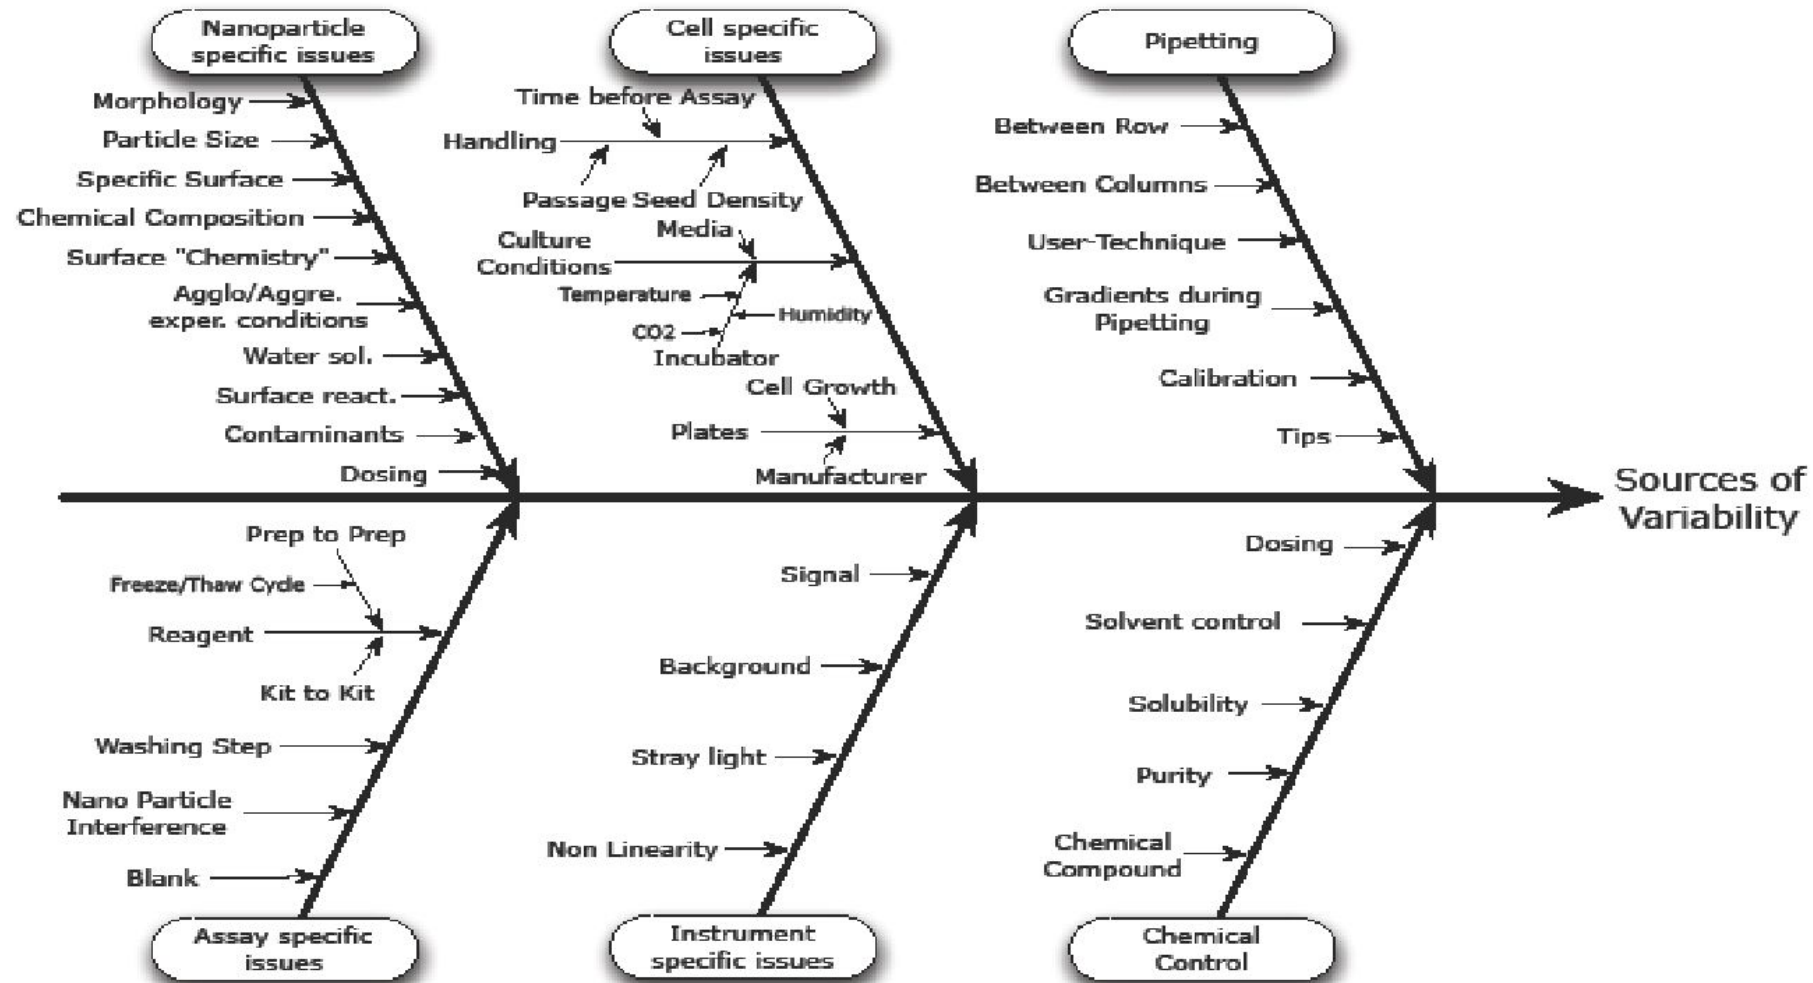 Nanoparticle
specific issues
Morphology
Particle Size
Specific Surface
Chemical Composition
Surface "Chemistry"
Agglo/Aggre.
exper. conditions
Water sol.
Surface react.
Contaminants
Dosing
Cell specific
issues
Time before Assay
Handling
Passage Seed Density
Media
Culture
Conditions
Temperature
Humidity
CO2
Incubator
Cell Growth
Plates
Manufacturer
Pipetting
Between Row
Between Columns
User-Technique
Gradients during
Pipetting
Calibration
Tips
Sources of
Variability
Prep to Prep
Freeze/Thaw Cycle
Reagent
Kit to Kit
Washing Step
Nano Particle
Interference
Blank
Assay specific
issues
Signal
Background
Stray light
Non Linearity
Instrument
specific issues
Dosing
Solvent control
Solubility
Purity
Chemical
Compound
Chemical
Control